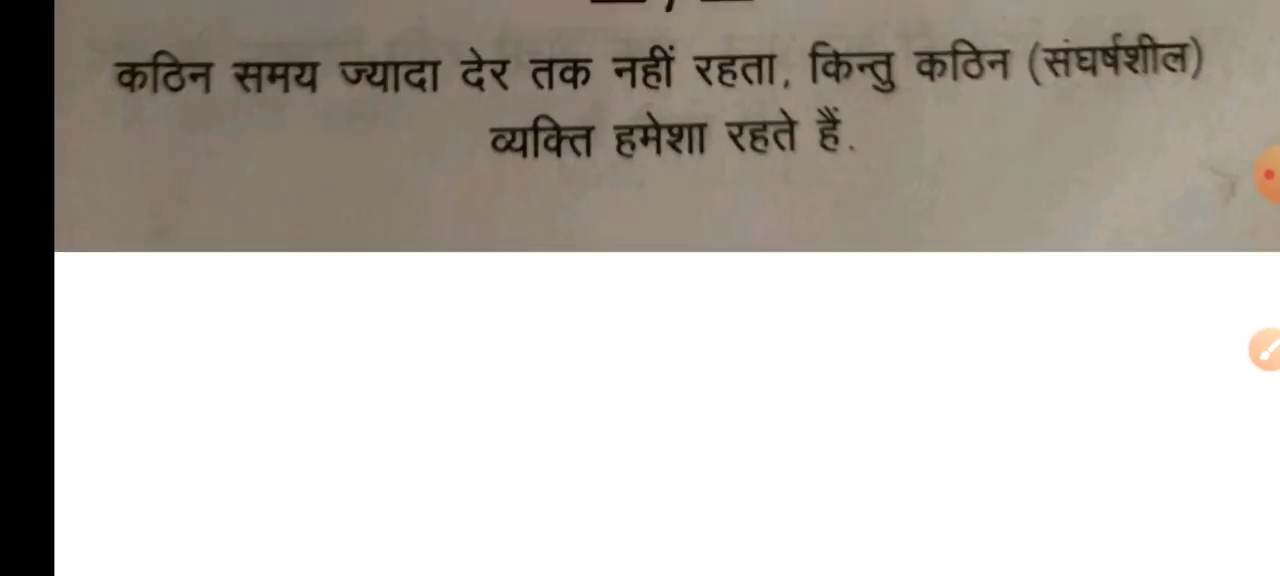 कठिन समय ज्यादा देर तक नहीं रहता, किन्तु कठिन (संघर्षशील)
व्यक्ति हमेशा रहते हैं.